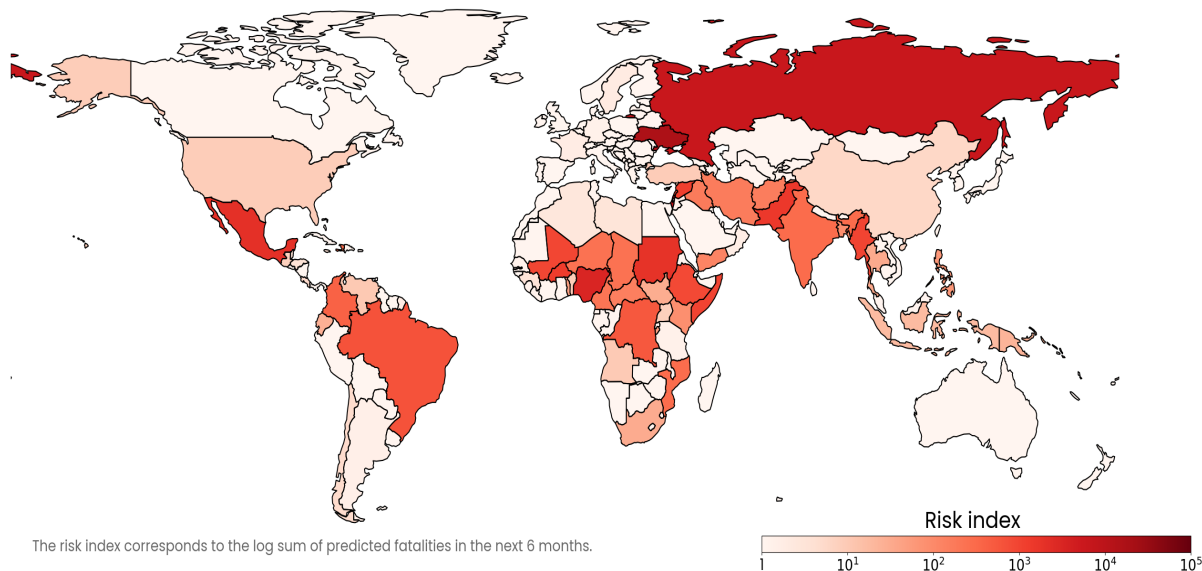 Risk index
The risk index corresponds to the log sum of predicted fatalities in the next 6 months.
1 10¹ 10² 10³ 10⁴ 10⁵